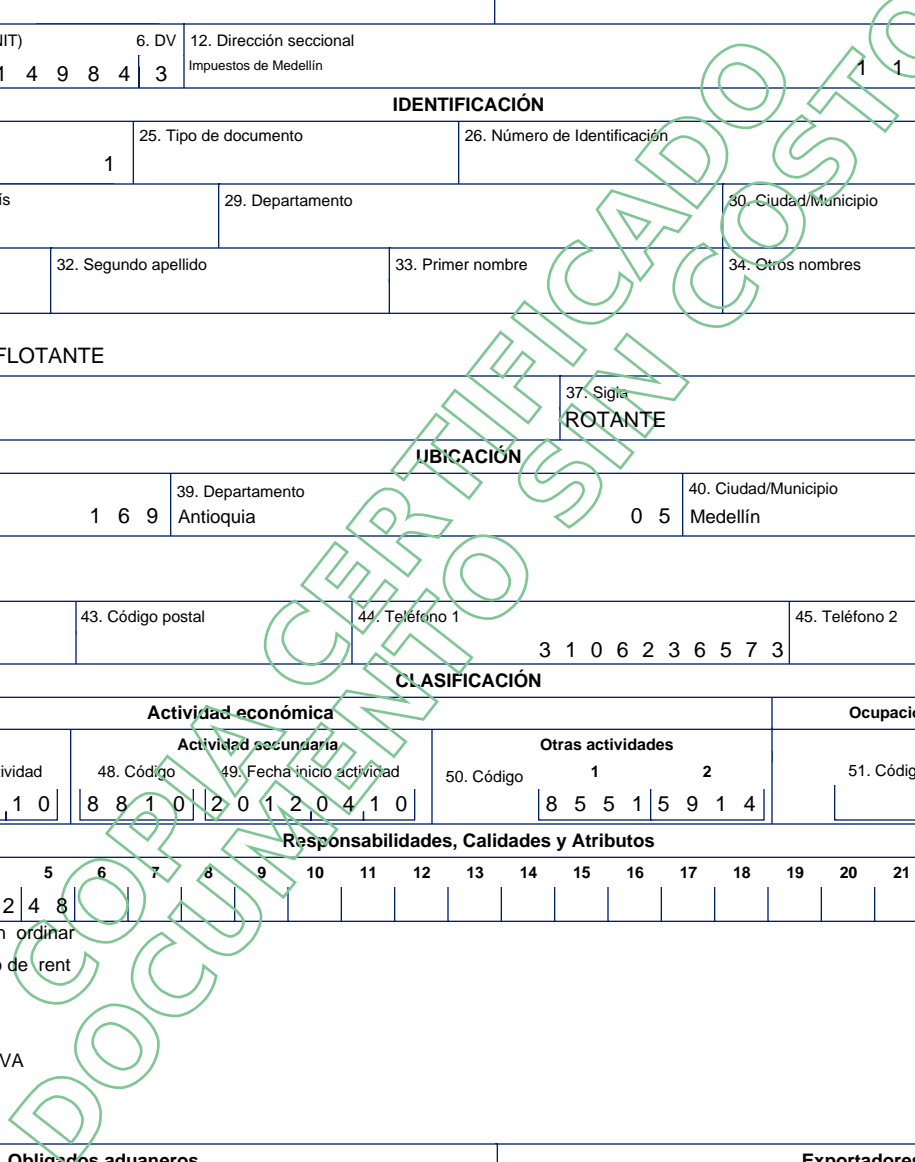 NIT) 6. DV 12. Dirección seccional
1 4 9 8 4 3 Impuestos de Medellín 1 1
IDENTIFICACIÓN
25. Tipo de documento 26. Número de Identificación
1
ís 29. Departamento 30. Ciudad/Municipio
32. Segundo apellido 33. Primer nombre 34. Otros nombres
FLOTANTE
37. Sigla
ROTANTE
UBICACIÓN
39. Departamento 40. Ciudad/Municipio
1 6 9 Antioquia 0 5 Medellín
43. Código postal 44. Teléfono 1 45. Teléfono 2
3 1 0 6 2 3 6 5 7 3
CLASIFICACIÓN
Actividad económica Ocupació
Actividad secundaria Otras actividades
ividad 48. Código 49. Fecha inicio actividad 50. Código 1 2 51. Códig
1 0 8 8 1 0 2 0 1 2 0 4 1 0 8 5 5 1 5 9 1 4
Responsabilidades, Calidades y Atributos
5 6 7 8 9 10 11 12 13 14 15 16 17 18 19 20 21
2 4 8
n ordinar
o de rent
VA
Obligados aduaneros Exportadores
COPIA CERTIFICADO
DOCUMENTO SIN COSTO